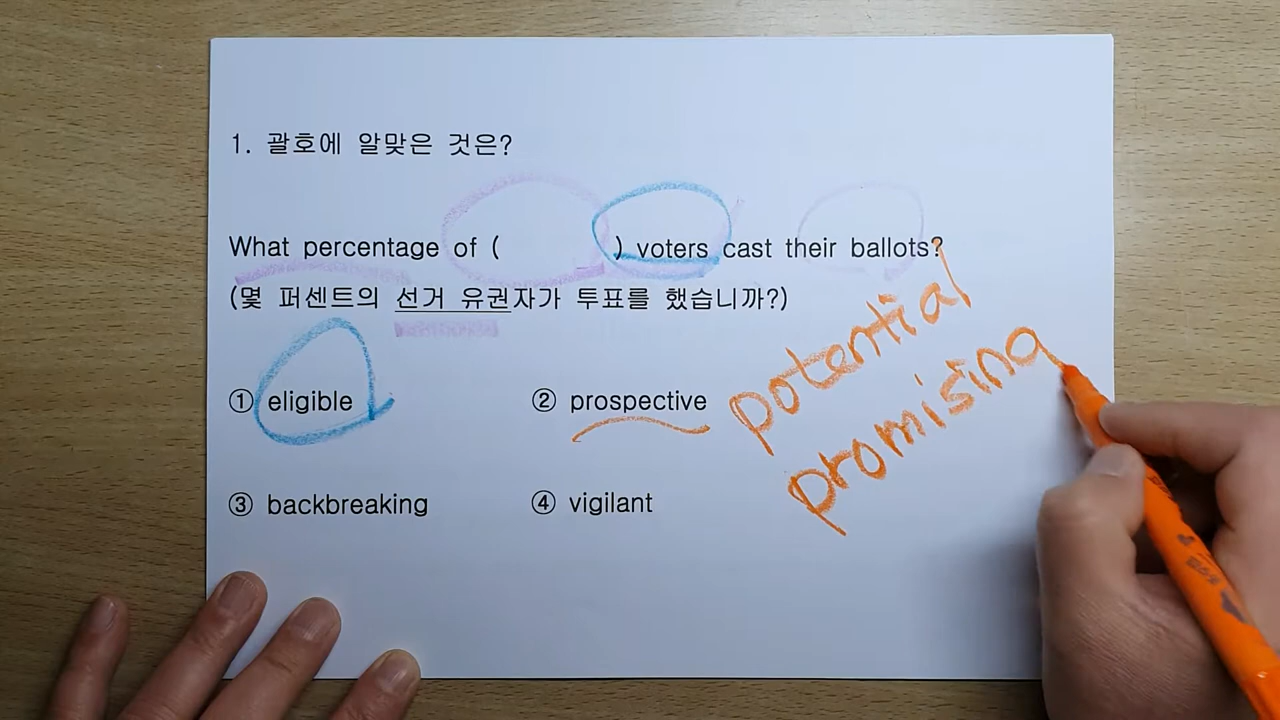 1. 괄호에 알맞은 것은?
What percentage of ( ) voters cast their ballots?
(몇 퍼센트의 선거 유권자가 투표를 했습니까?)
① eligible ② prospective
③ backbreaking ④ vigilant
potential
promising